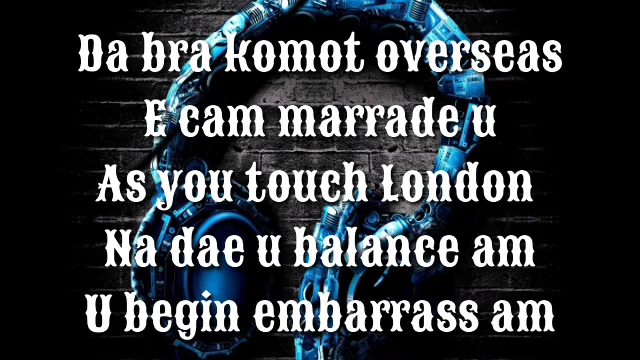 Da bra komot overseas
E cam marrade u
As you touch London
Na dae u balance am
U begin embarrass am